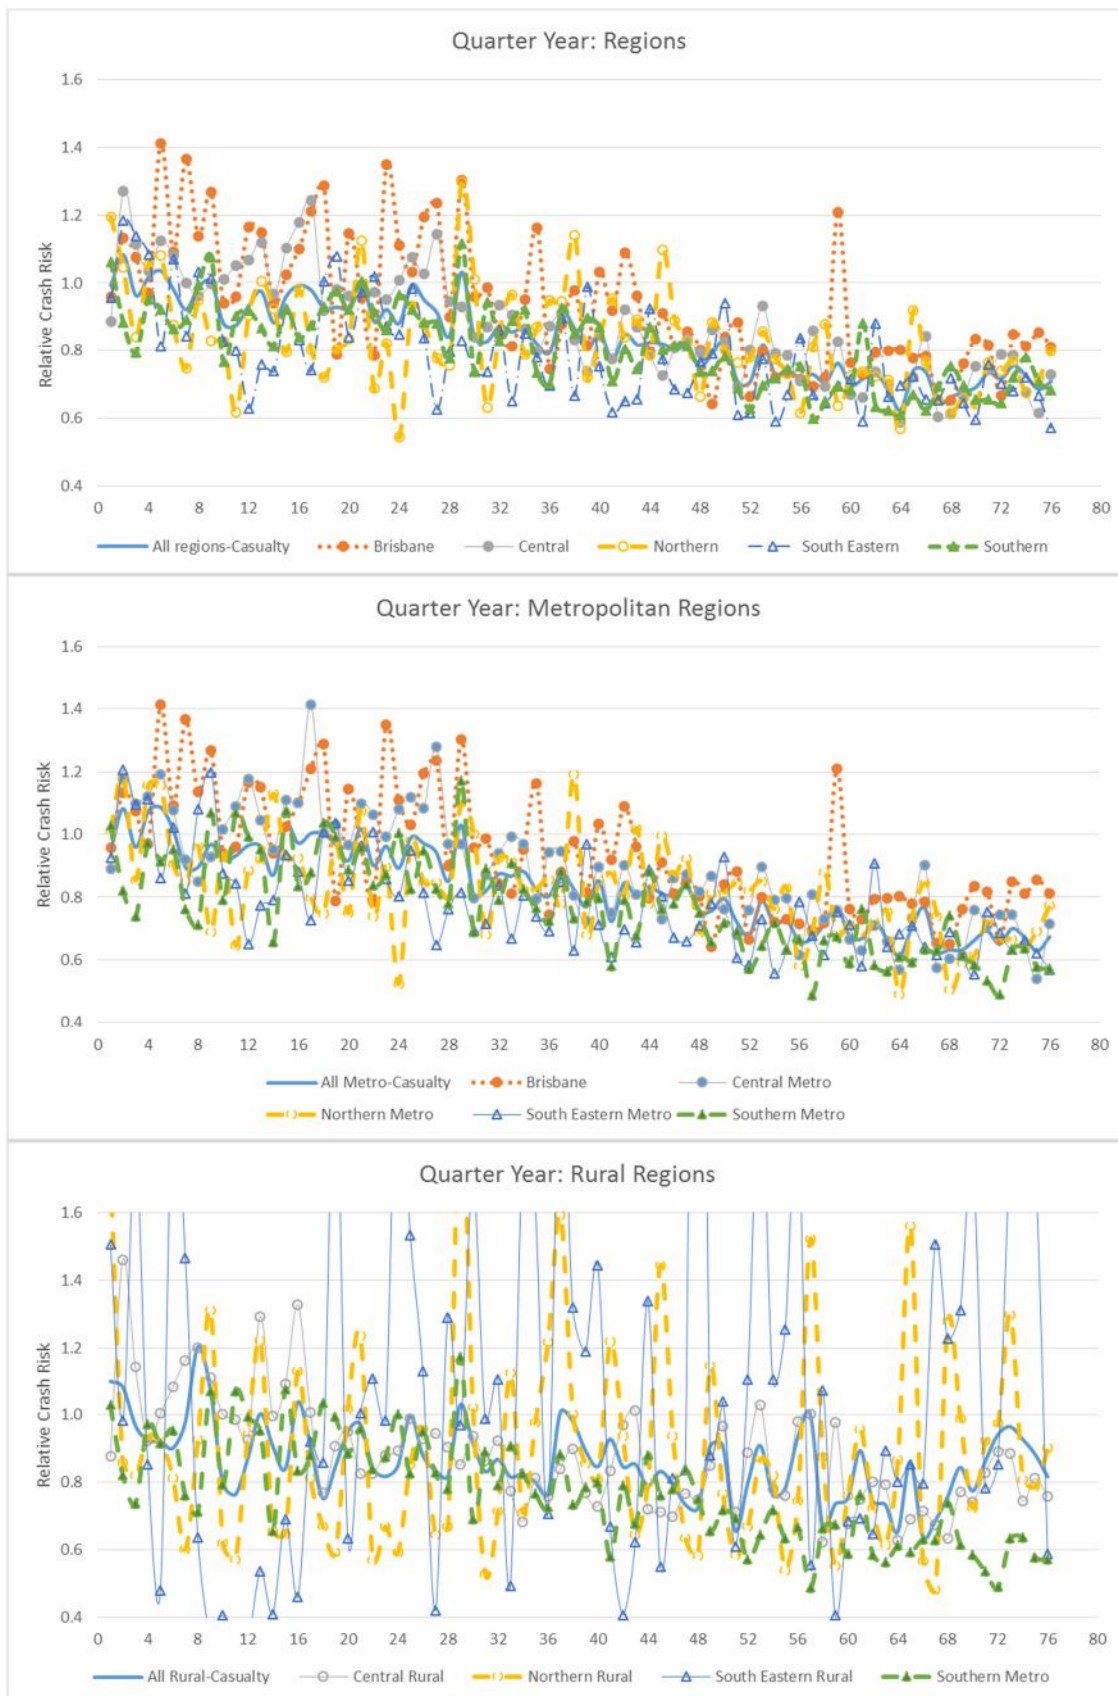 Quarter Year: Regions
1.6
1.4
1.2
1.0
0.8
0.6
0.4
Relative Crash Risk
0 4 8 12 16 20 24 28 32 36 40 44 48 52 56 60 64 68 72 76 80
All regions-Casualty Brisbane Central Northern South Eastern Southern
Quarter Year: Metropolitan Regions
1.6
1.4
1.2
1.0
0.8
0.6
0.4
Relative Crash Risk
0 4 8 12 16 20 24 28 32 36 40 44 48 52 56 60 64 68 72 76 80
All Metro-Casualty Brisbane Central Metro
Northern Metro South Eastern Metro Southern Metro
Quarter Year: Rural Regions
1.6
1.4
1.2
1.0
0.8
0.6
0.4
Relative Crash Risk
0 4 8 12 16 20 24 28 32 36 40 44 48 52 56 60 64 68 72 76 80
All Rural-Casualty Central Rural Northern Rural South Eastern Rural Southern Metro